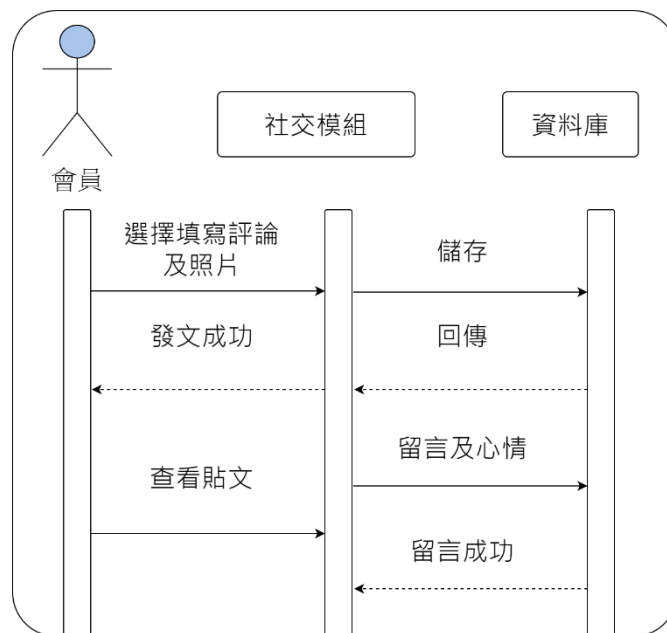 社交模組
資料庫
會員
選擇填寫評論
及照片
儲存
發文成功
回傳
留言及心情
查看貼文
留言成功